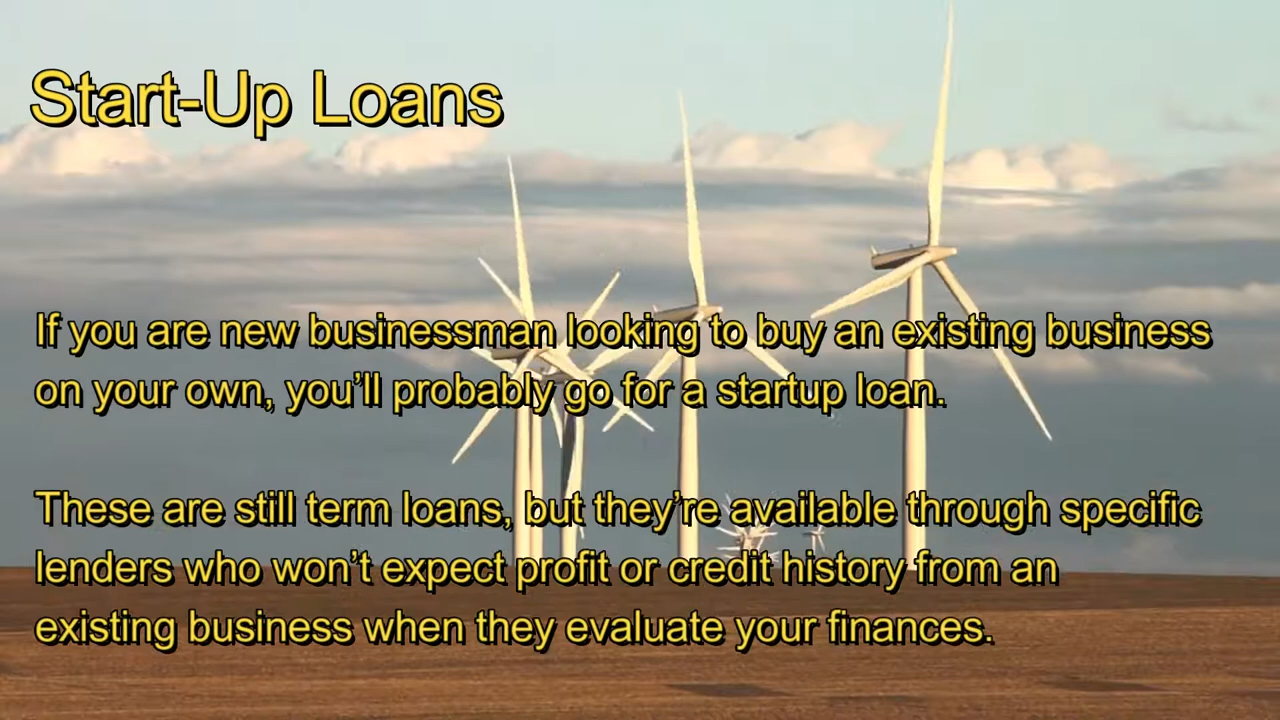 Start-Up Loans
If you are new businessman looking to buy an existing business
on your own, you’ll probably go for a startup loan.
These are still term loans, but they’re available through specific
lenders who won’t expect profit or credit history from an
existing business when they evaluate your finances.